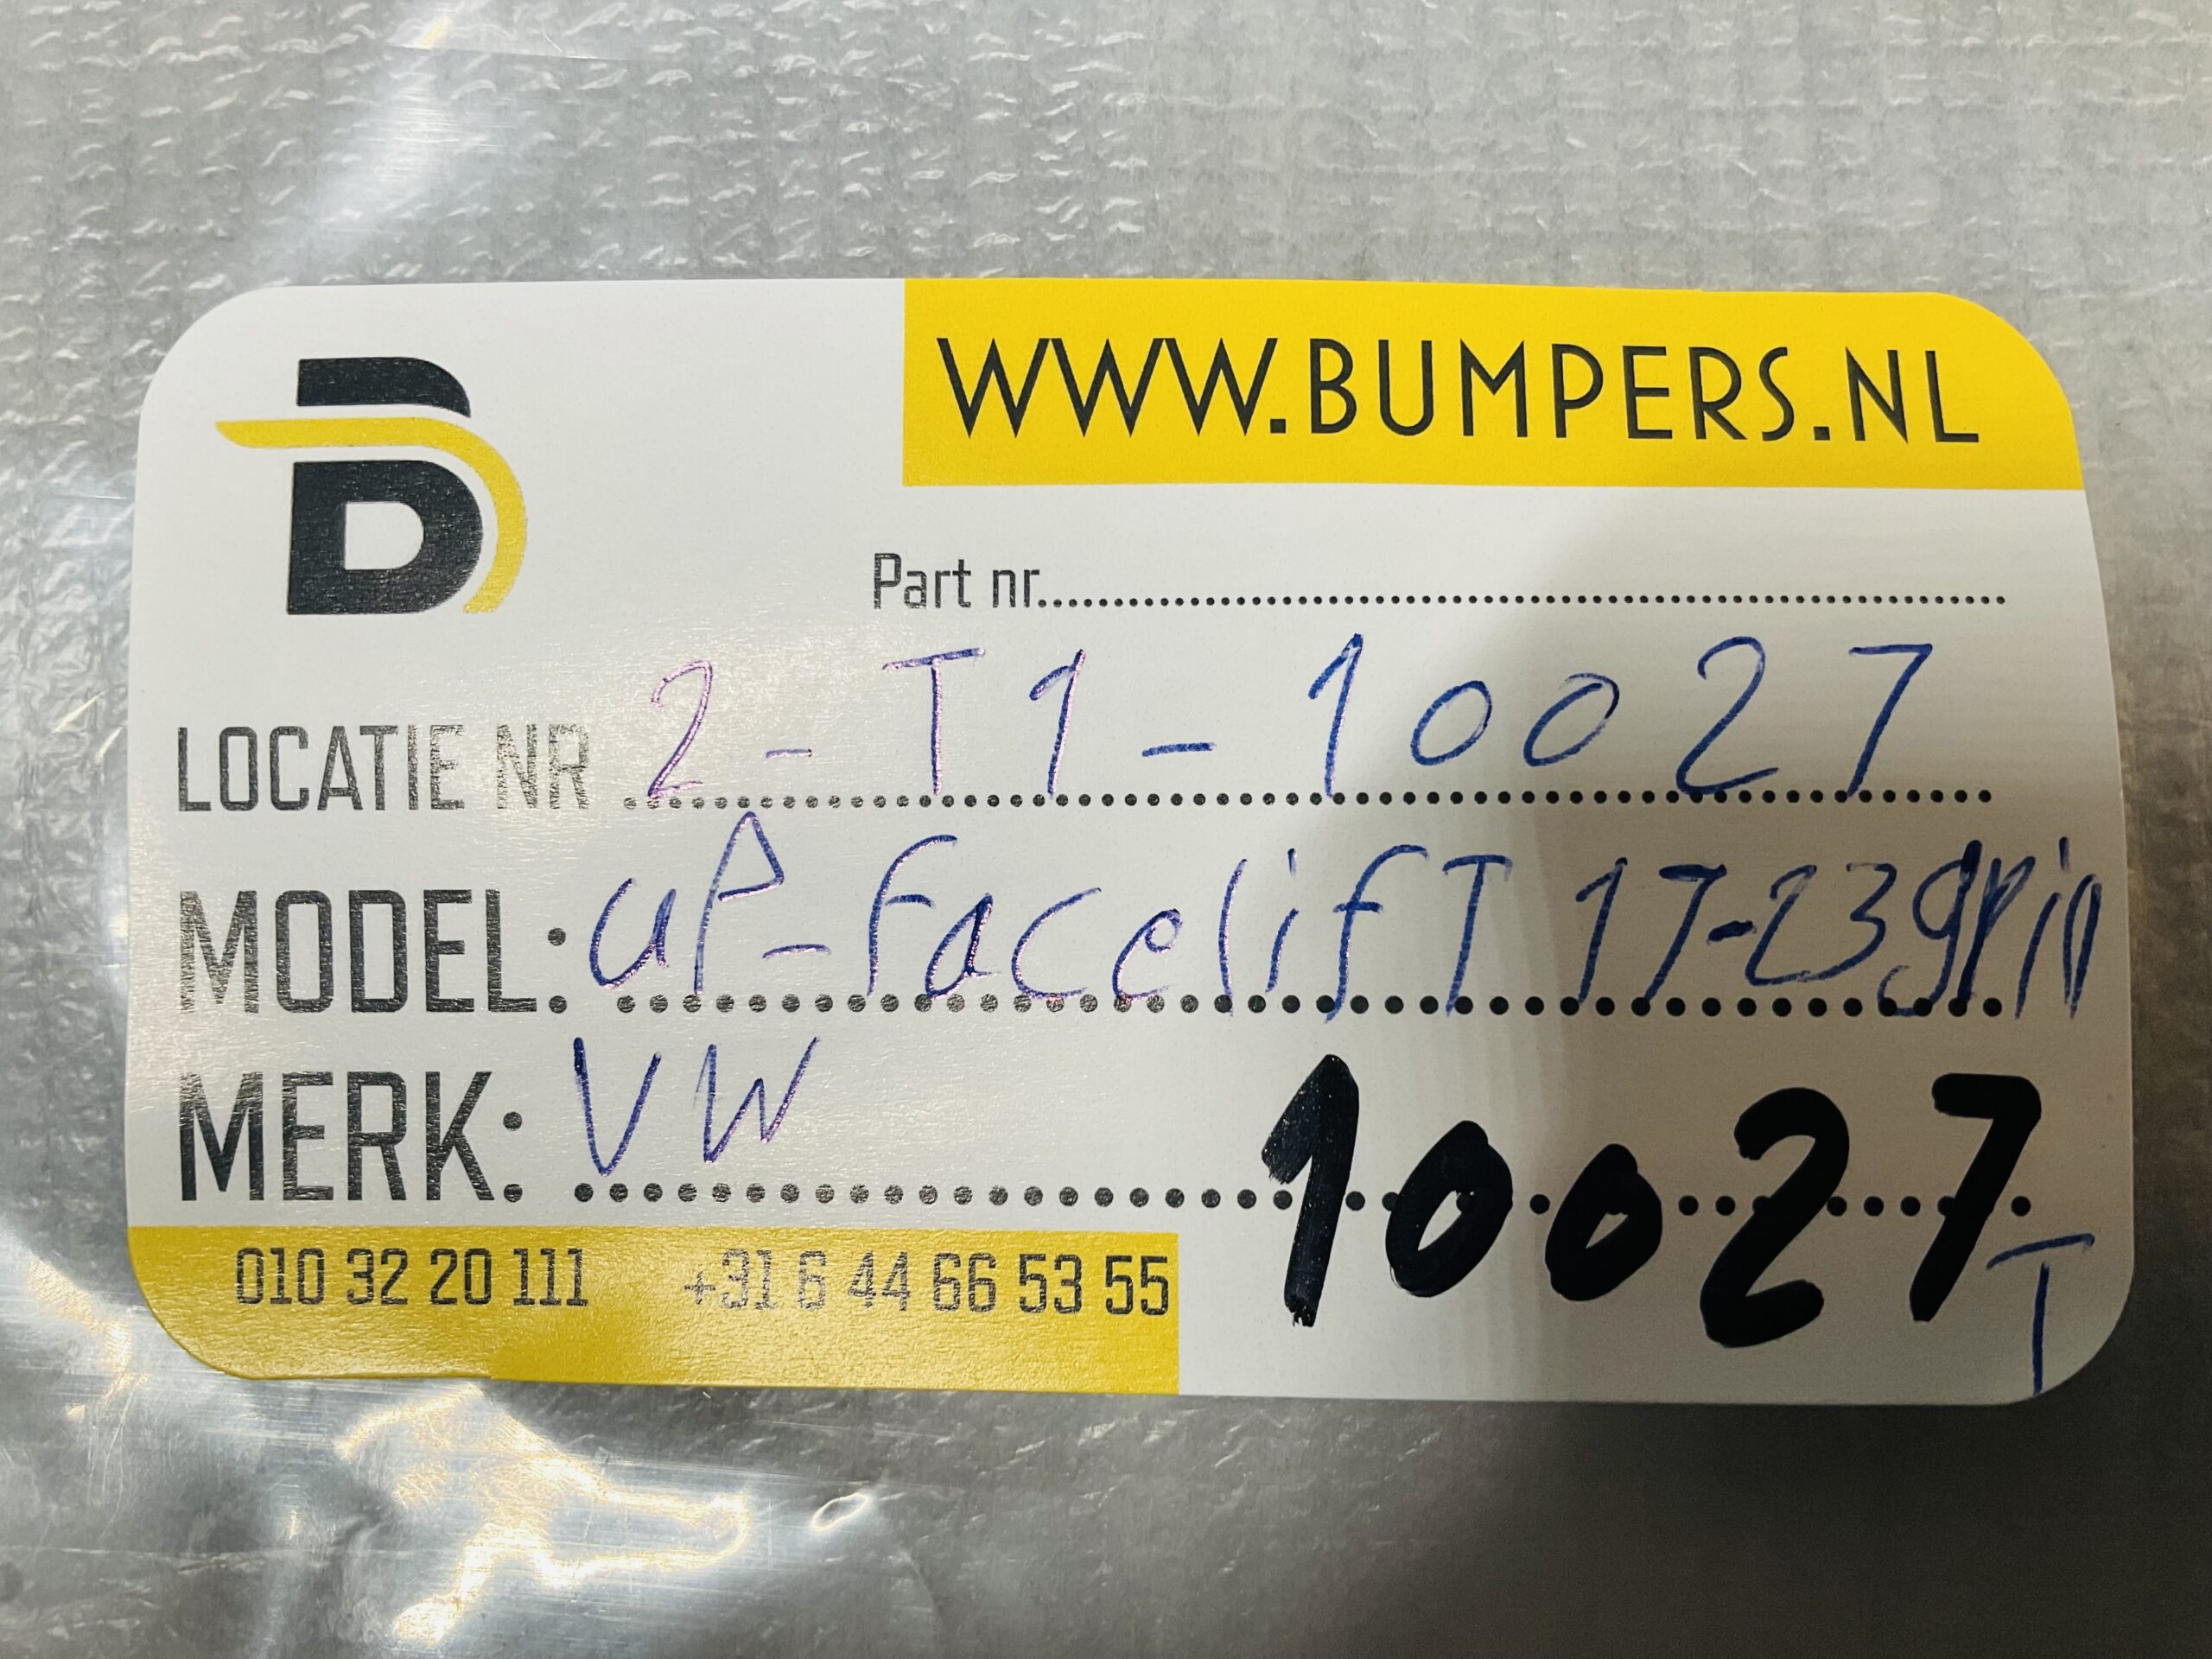 B
WWW.BUMPERS.NL
Part nr.
LOCATIE NR 2 - T1 - 10027
MODEL: UP-FaceLifT 17-23
MERK: VW
10027
T
010 32 20 111 +31 6 44 66 53 55